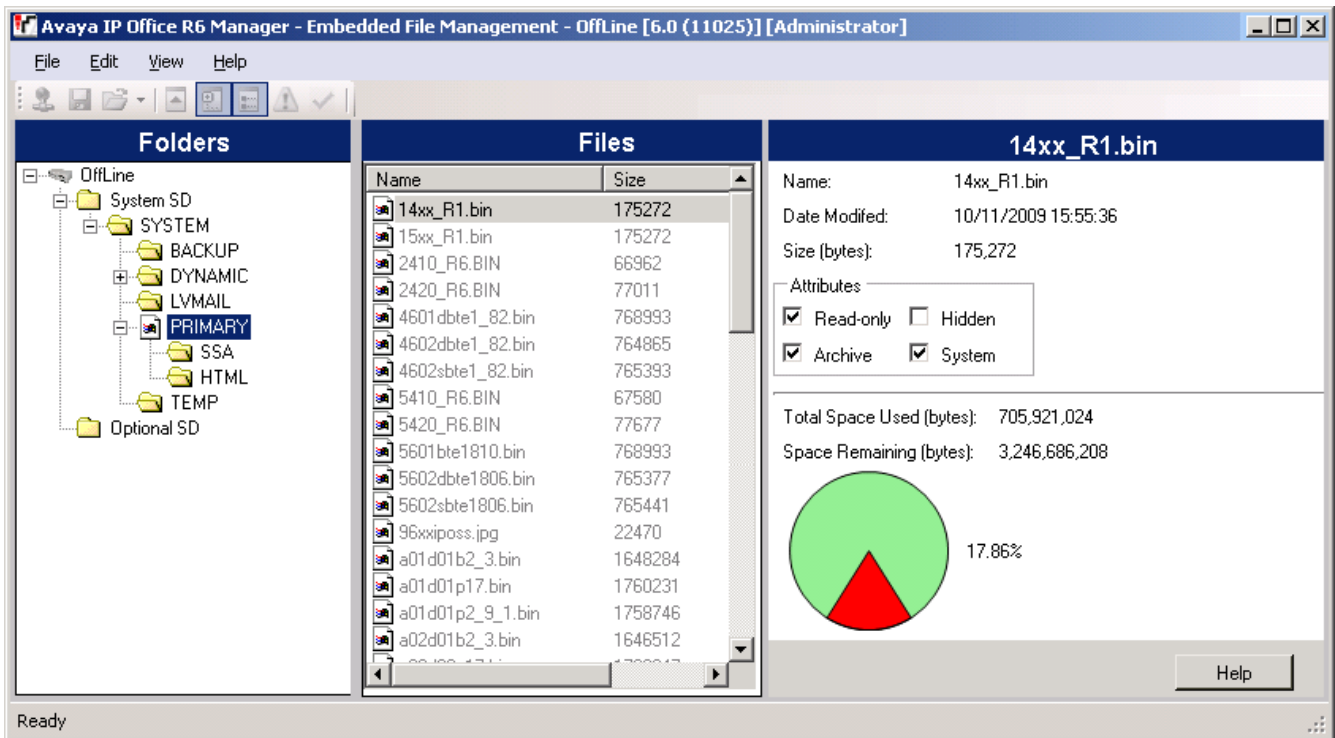 Avaya IP Office R6 Manager - Embedded File Management - OffLine [6.0 (11025)] [Administrator]
File Edit View Help
Folders
OffLine
System SD
SYSTEM
BACKUP
DYNAMIC
LVMAIL
PRIMARY
SSA
HTML
TEMP
Optional SD
Files
Name Size
14xx_R1.bin 175272
15xx_R1.bin 175272
2410_R6.BIN 66962
2420_R6.BIN 77011
4601dbte1_82.bin 768993
4602dbte1_82.bin 764865
4602sbte1_82.bin 765393
5410_R6.BIN 67580
5420_R6.BIN 77677
5601bte1810.bin 768993
5602dbte1806.bin 765377
5602sbte1806.bin 765441
96xxiposs.jpg 22470
a01d01b2_3.bin 1648284
a01d01p17.bin 1760231
a01d01p2_9_1.bin 1758746
a02d01b2_3.bin 1646512
14xx_R1.bin
Name: 14xx_R1.bin
Date Modifed: 10/11/2009 15:55:36
Size (bytes): 175,272
Attributes
Read-only Hidden
Archive System
Total Space Used (bytes): 705,921,024
Space Remaining (bytes): 3,246,686,208
17.86%
Help
Ready